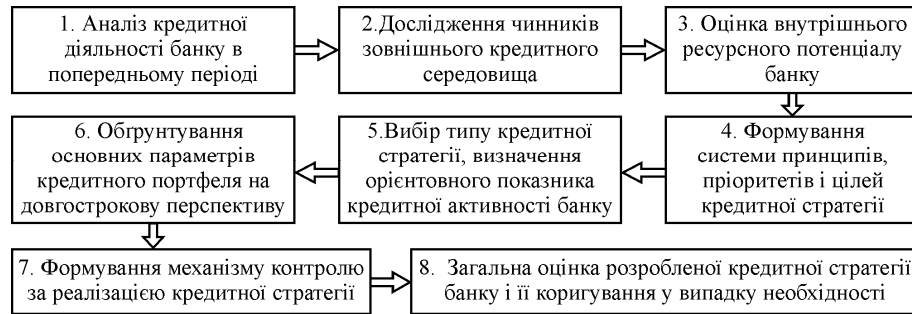 1. Аналіз кредитної
діяльності банку в
попередньому періоді
2.Дослідження чинників
зовнішнього кредитного
середовища
3. Оцінка внутрішнього
ресурсного потенціалу
банку
4. Формування
системи принципів,
пріоритетів і цілей
кредитної стратегії
5.Вибір типу кредитної
стратегії, визначення
орієнтовного показника
кредитної активності банку
6. Обґрунтування
основних параметрів
кредитного портфеля на
довгострокову перспективу
7. Формування механізму контролю
за реалізацією кредитної стратегії
8. Загальна оцінка розробленої кредитної стратегії
банку і її коригування у випадку необхідності